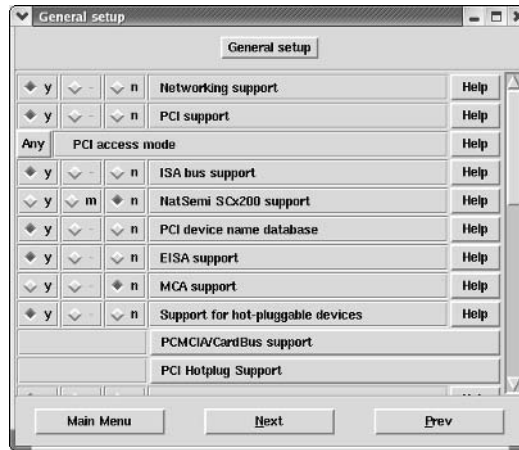 General setup
General setup
y - n Networking support Help
y - n PCI support Help
Any PCI access mode Help
y - n ISA bus support Help
y m n NatSemi SCx200 support Help
y - n PCI device name database Help
y - n EISA support Help
y - n MCA support Help
y - n Support for hot-pluggable devices Help
PCMCIA/CardBus support
PCI Hotplug Support
Main Menu Next Prev